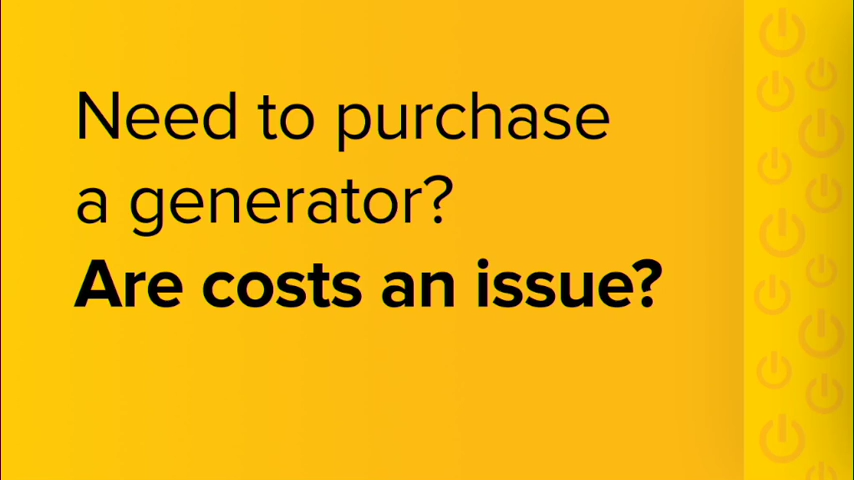 Need to purchase
a generator?
Are costs an issue?